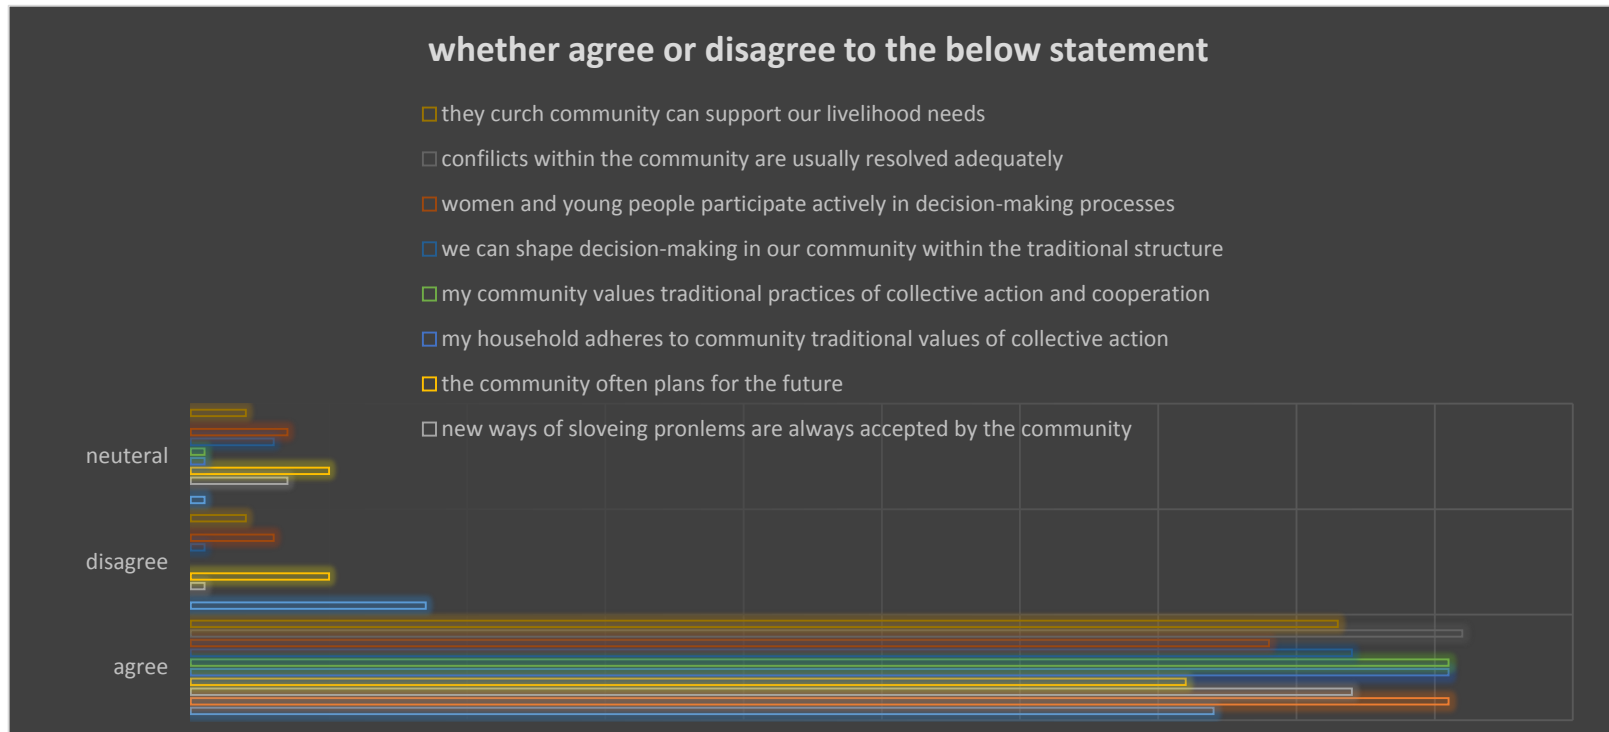 whether agree or disagree to the below statement
they curch community can support our livelihood needs
confilicts within the community are usually resolved adequately
women and young people participate actively in decision-making processes
we can shape decision-making in our community within the traditional structure
my community values traditional practices of collective action and cooperation
my household adheres to community traditional values of collective action
the community often plans for the future
new ways of sloveing pronlems are always accepted by the community
neuteral
disagree
agree